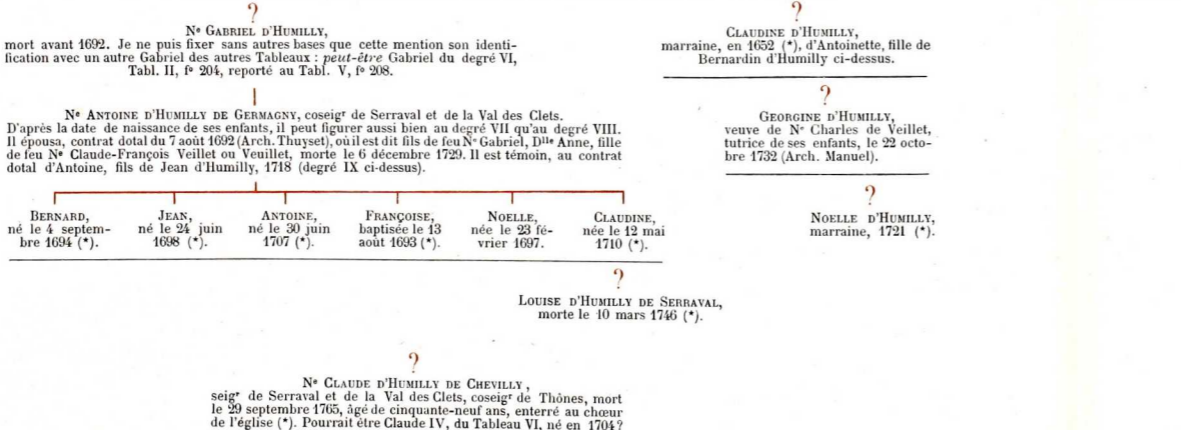 ?
Nᵉ GABRIEL D'HUMILLY,
mort avant 1692. Je ne puis fixer sans autres bases que cette mention son identi-
fication avec un autre Gabriel des autres Tableaux : peut-être Gabriel du degré VI,
Tabl. II, fᵒ 204, reporté au Tabl. V, fᵒ 208.
?
CLAUDINE D'HUMILLY,
marraine, en 1652 (*), d'Antoinette, fille de
Bernardin d'Humilly ci-dessus.
Nᵉ ANTOINE D'HUMILLY DE GERMAGNY, coseigʳ de Serraval et de la Val des Clets.
D'après la date de naissance de ses enfants, il peut figurer aussi bien au degré VII qu'au degré VIII.
Il épousa, contrat dotal du 7 août 1692 (Arch. Thuyset), où il est dit fils de feu Nᵉ Gabriel, Dˡˡᵉ Anne, fille
de feu Nᵉ Claude-François Veillet ou Veuillet, morte le 6 décembre 1729. Il est témoin, au contrat
dotal d'Antoine, fils de Jean d'Humilly, 1718 (degré IX ci-dessus).
?
GEORGINE D'HUMILLY,
veuve de Nᵉ Charles de Veillet,
tutrice de ses enfants, le 22 octo-
bre 1732 (Arch. Manuel).
BERNARD,
né le 4 septem-
bre 1694 (*).
JEAN,
né le 24 juin
1698 (*).
ANTOINE,
né le 30 juin
1707 (*).
FRANÇOISE,
baptisée le 13
août 1693 (*).
NOELLE,
née le 23 fé-
vrier 1697.
CLAUDINE,
née le 12 mai
1710 (*).
?
NOELLE D'HUMILLY,
marraine, 1721 (*).
?
LOUISE D'HUMILLY DE SERRAVAL,
morte le 10 mars 1746 (*).
?
Nᵉ CLAUDE D'HUMILLY DE CHEVILLY,
seigʳ de Serraval et de la Val des Clets, coseigʳ de Thônes, mort
le 29 septembre 1765, âgé de cinquante-neuf ans, enterré au chœur
de l'église (*). Pourrait être Claude IV, du Tableau VI, né en 1704?